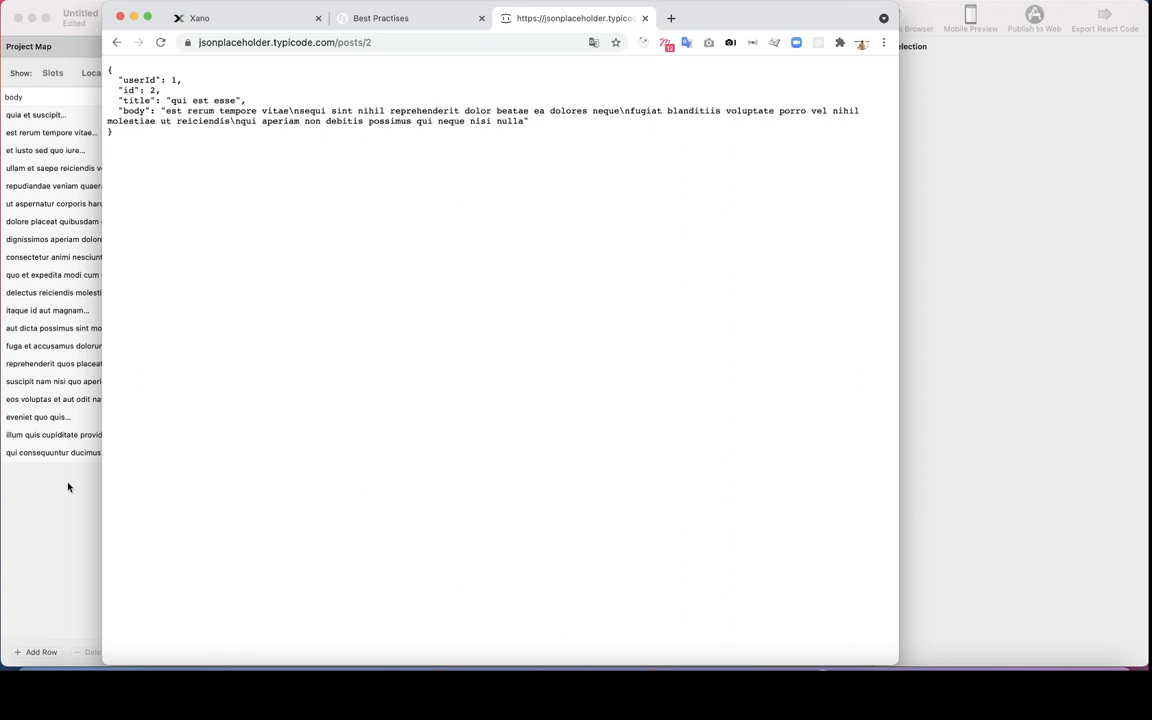 Untitled
Edited
Xano
Best Practises
https://jsonplaceholder.typicod
Browser
Mobile Preview
Publish to Web
Export React Code
jsonplaceholder.typicode.com/posts/2
12
Project Map
Show: Slots Loca
body
quia et suscipit...
est rerum tempore vitae...
et iusto sed quo iure...
ullam et saepe reiciendis
repudiandae veniam quaer
ut aspernatur corporis haru
dolore placeat quibusdam
dignissimos aperiam dolore
consectetur animi nesciunt
quo et expedita modi cum
delectus reiciendis molesti
itaque id aut magnam...
aut dicta possimus sint mo
fuga et accusamus dolorum
reprehenderit quos placeat
suscipit nam nisi quo aperi
eos voluptas et aut odit na
eveniet quo quis...
illum quis cupiditate provid
qui consequuntur ducimus
+ Add Row − Dele
{
"userId": 1,
"id": 2,
"title": "qui est esse",
"body": "est rerum tempore vitae\nsequi sint nihil reprehenderit dolor beatae ea dolores neque\nfugiat blanditiis voluptate porro vel nihil
molestiae ut reiciendis\nqui aperiam non debitis possimus qui neque nisi nulla"
}